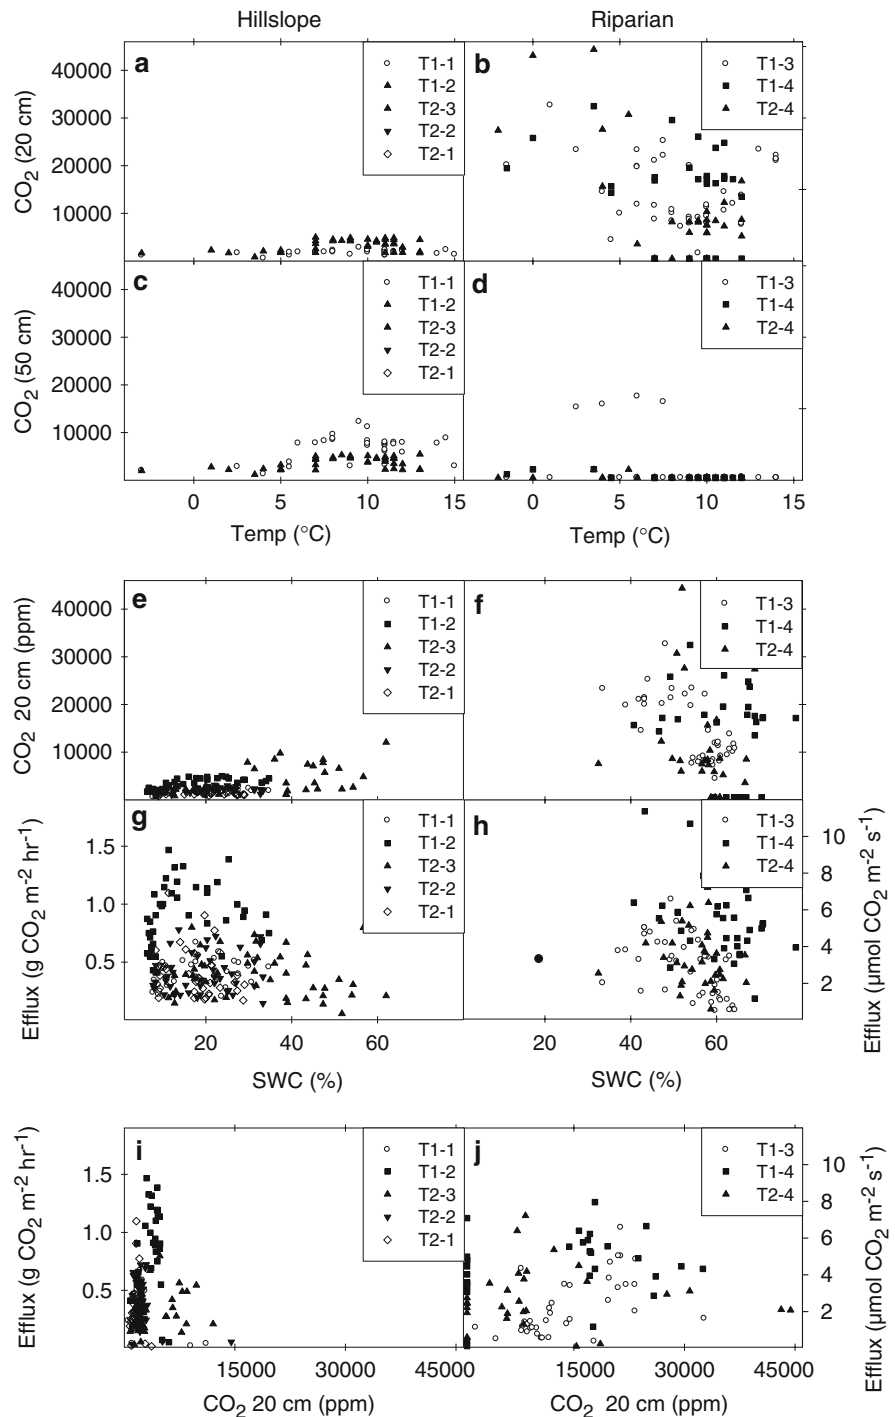 Hillslope
Riparian
a
T1-1
T1-2
T2-3
T2-2
T2-1
b
T1-3
T1-4
T2-4
CO2 (20 cm)
40000
30000
20000
10000
c
T1-1
T1-2
T2-3
T2-2
T2-1
d
T1-3
T1-4
T2-4
CO2 (50 cm)
40000
30000
20000
10000
0
5
10
15
0
5
10
15
Temp (°C)
Temp (°C)
e
T1-1
T1-2
T2-3
T2-2
T2-1
f
T1-3
T1-4
T2-4
CO2 20 cm (ppm)
40000
30000
20000
10000
g
T1-1
T1-2
T2-3
T2-2
T2-1
h
T1-3
T1-4
T2-4
Efflux (g CO2 m-2 hr-1)
1.5
1.0
0.5
10
8
6
4
2
Efflux (µmol CO2 m-2 s-1)
20
40
60
20
40
60
SWC (%)
SWC (%)
i
T1-1
T1-2
T2-3
T2-2
T2-1
j
T1-3
T1-4
T2-4
Efflux (g CO2 m-2 hr-1)
1.5
1.0
0.5
10
8
6
4
2
Efflux (µmol CO2 m-2 s-1)
15000
30000
45000
15000
30000
45000
CO2 20 cm (ppm)
CO2 20 cm (ppm)